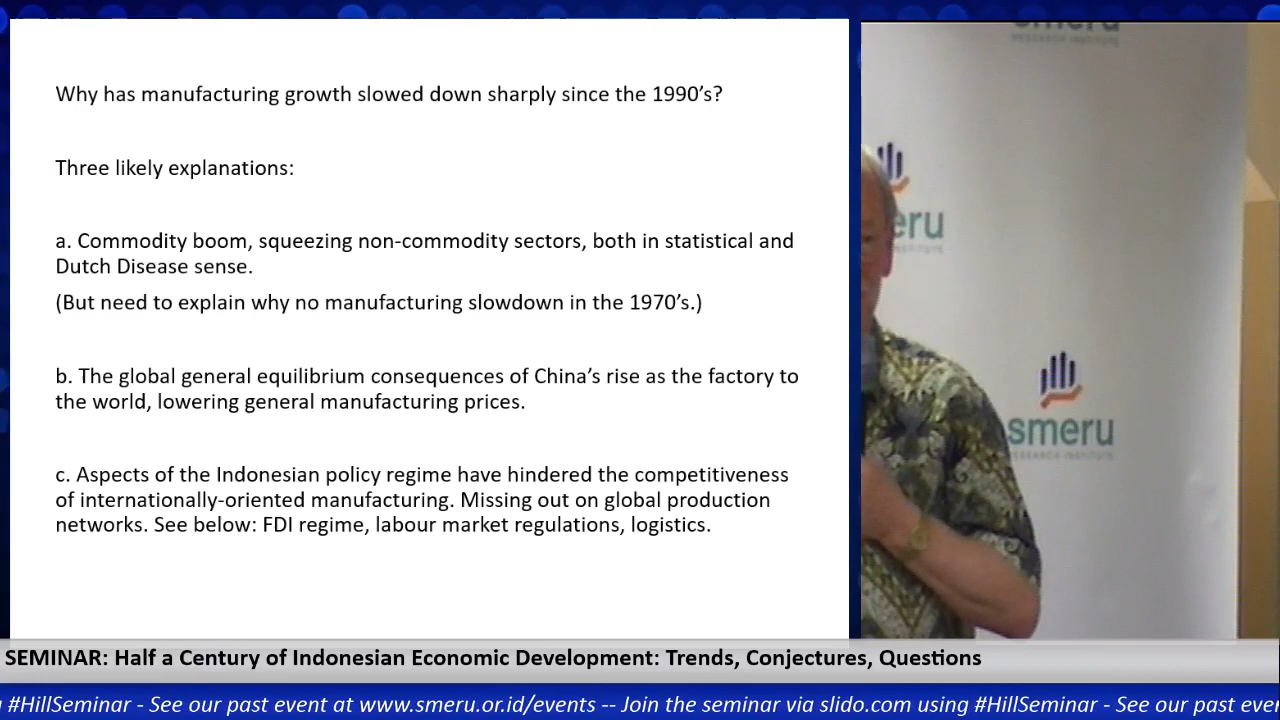 Why has manufacturing growth slowed down sharply since the 1990’s?
Three likely explanations:
a. Commodity boom, squeezing non-commodity sectors, both in statistical and
Dutch Disease sense.
(But need to explain why no manufacturing slowdown in the 1970’s.)
b. The global general equilibrium consequences of China’s rise as the factory to
the world, lowering general manufacturing prices.
c. Aspects of the Indonesian policy regime have hindered the competitiveness
of internationally-oriented manufacturing. Missing out on global production
networks. See below: FDI regime, labour market regulations, logistics.
smeru
RESEARCH INSTITUTE
eru
INSTITUTE
smeru
RESEARCH INSTITUTE
SEMINAR: Half a Century of Indonesian Economic Development: Trends, Conjectures, Questions
#HillSeminar - See our past event at www.smeru.or.id/events -- Join the seminar via slido.com using #HillSeminar - See our past even